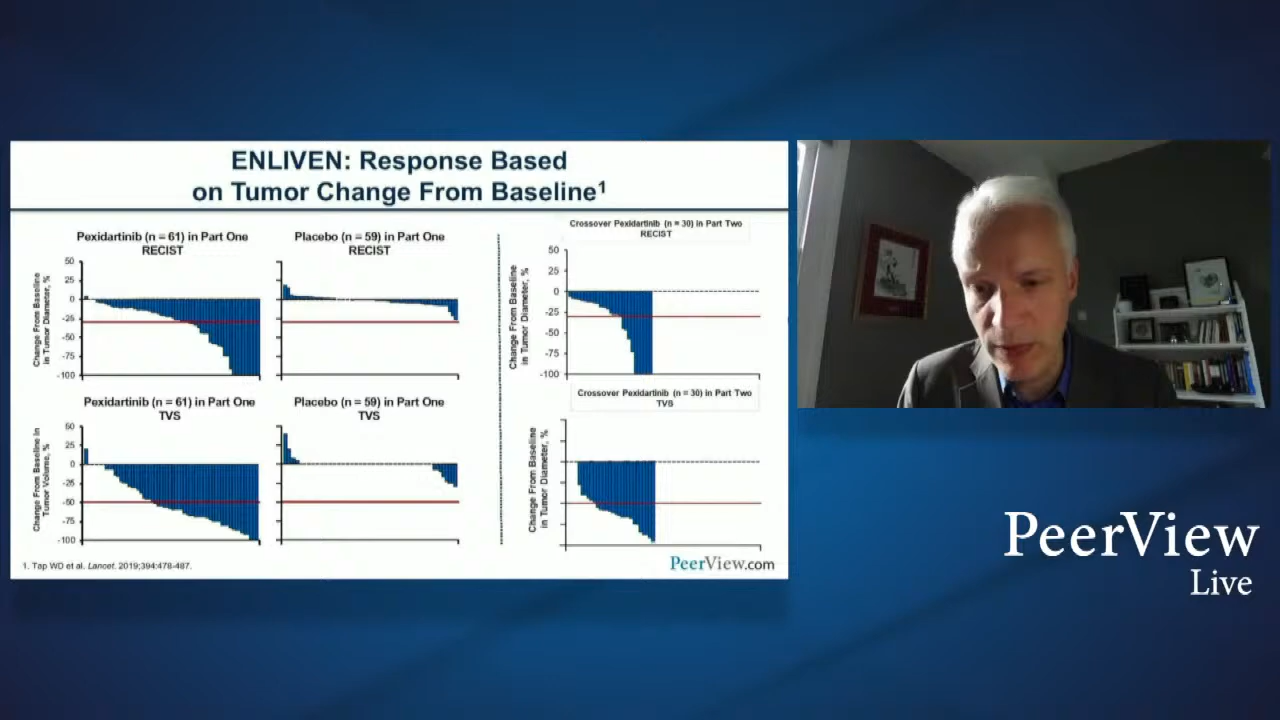 ENLIVEN: Response Based
on Tumor Change From Baseline1
Pexidartinib (n = 61) in Part One
RECIST
Change From Baseline
in Tumor Diameter, %
50
25
0
-25
-50
-75
-100
Placebo (n = 59) in Part One
RECIST
Crossover Pexidartinib (n = 30) in Part Two
RECIST
Change From Baseline
in Tumor Diameter, %
50
25
0
-25
-50
-75
-100
Pexidartinib (n = 61) in Part One
TVS
Change From Baseline in
Tumor Volume, %
50
25
0
-25
-50
-75
-100
Placebo (n = 59) in Part One
TVS
Crossover Pexidartinib (n = 30) in Part Two
TVS
Change From Baseline
in Tumor Diameter, %
1. Tap WD et al. Lancet. 2019;394:478-487.
PeerView.com
PeerView
Live